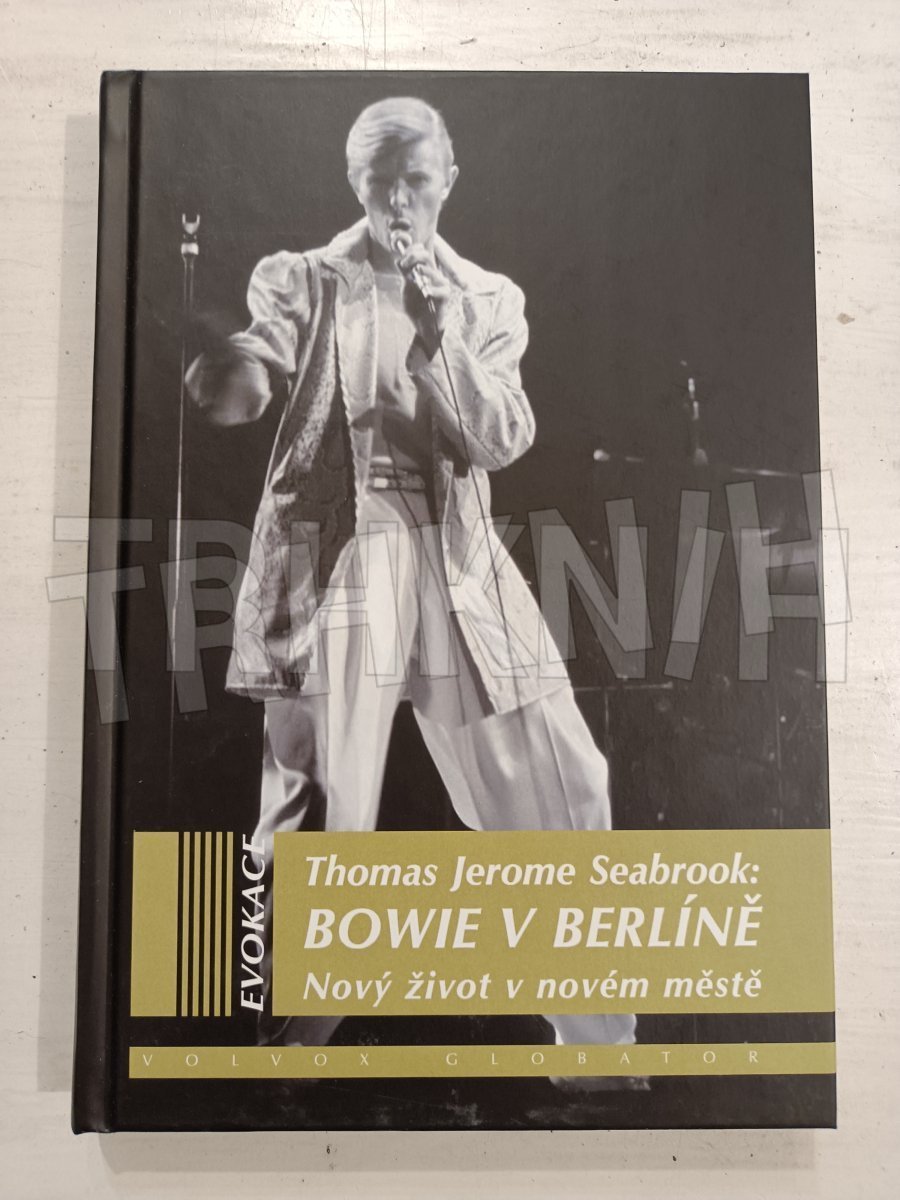 TRHKNIH
EVOKACE
Thomas Jerome Seabrook:
BOWIE V BERLÍNĚ
Nový život v novém městě
VOLVOX GLOBATOR